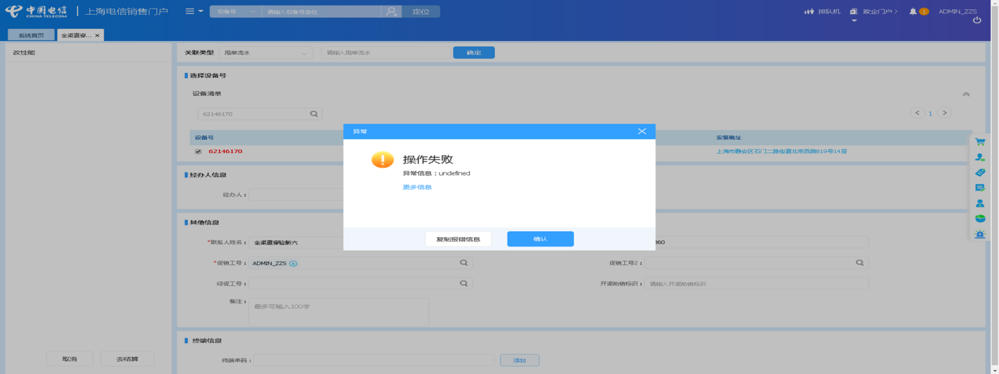 中国电信 CHINA TELECOM 上海电信销售门户 设备号 请输入设备号定位 定位 排队机 政企门户> 1 ADMIN_ZZS
系统首页 全渠道穿... ×
改性能 关联类型 甩单流水 请输入甩单流水 确定
选择设备号
设备清单
62146170 < 1 >
设备号 安装地址
62146170 上海市静安区石门二路街道北京西路819号14层
异常
操作失败
异常信息：undefined
更多信息
复制报错信息 确认
经办人信息
经办人：
其他信息
*联系人姓名： 全渠道穿验新六 360
*促销工号： ADMIN_ZZS 促销工号2：
综促工号： 开渠助销标识： 请输入开渠助销标识
备注： 最多可输入100字
终端信息
取消 去结算 终端串码： 添加